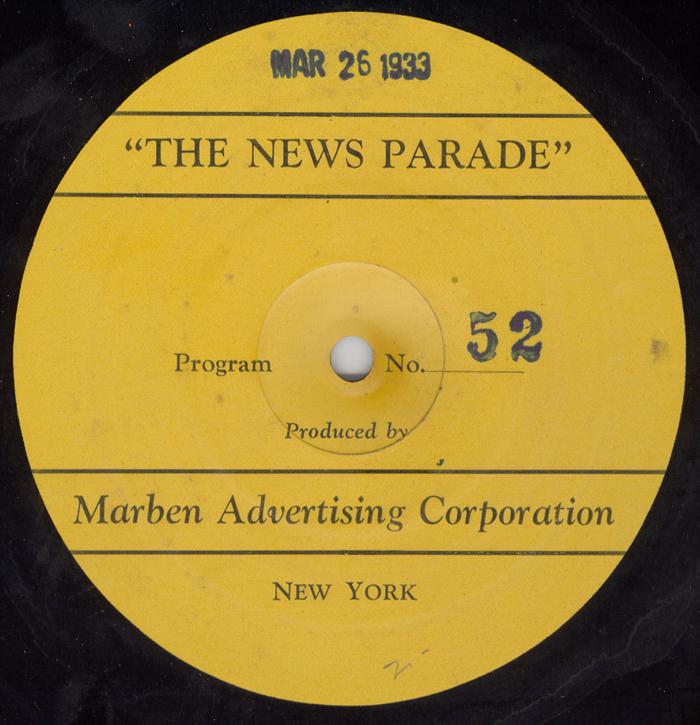 MAR 26 1933
“THE NEWS PARADE”
Program No. 52
Produced by
Marben Advertising Corporation
NEW YORK